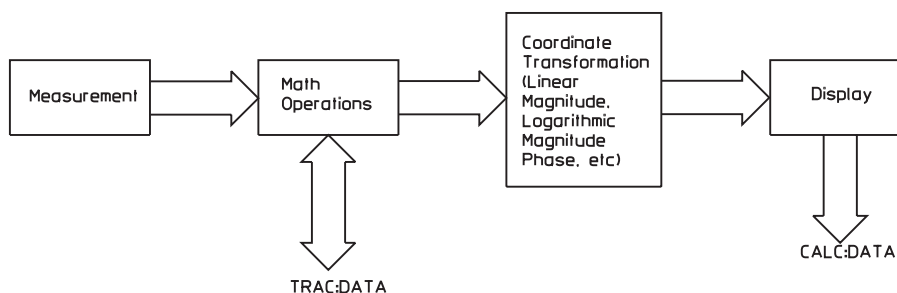 Measurement
Math
Operations
Coordinate
Transformation
(Linear
Magnitude,
Logarithmic
Magnitude
Phase, etc)
Display
TRAC:DATA
CALC:DATA